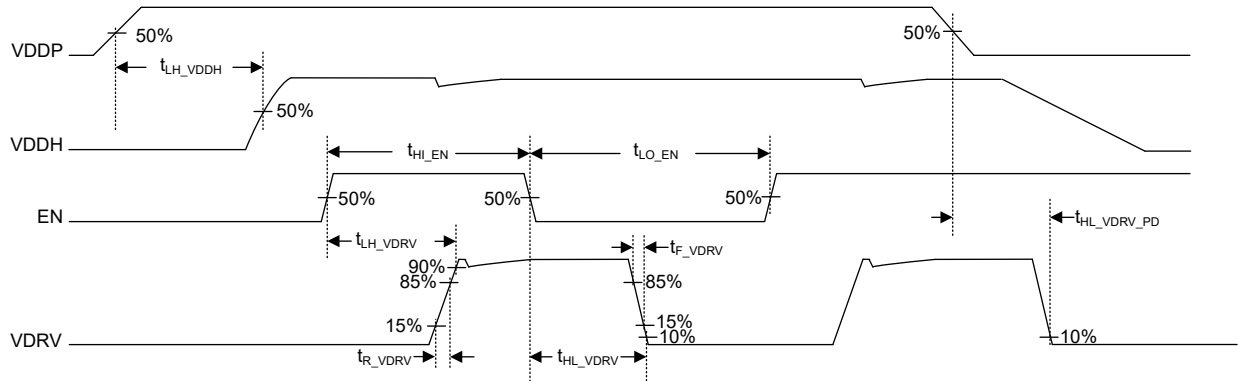 50%
50%
VDDP
t_LH_VDDH
50%
VDDH
t_HI_EN
t_LO_EN
50%
50%
50%
EN
t_HL_VDRV_PD
t_LH_VDRV
t_F_VDRV
90%
85%
85%
15%
15%
10%
10%
VDRV
t_R_VDRV
t_HL_VDRV